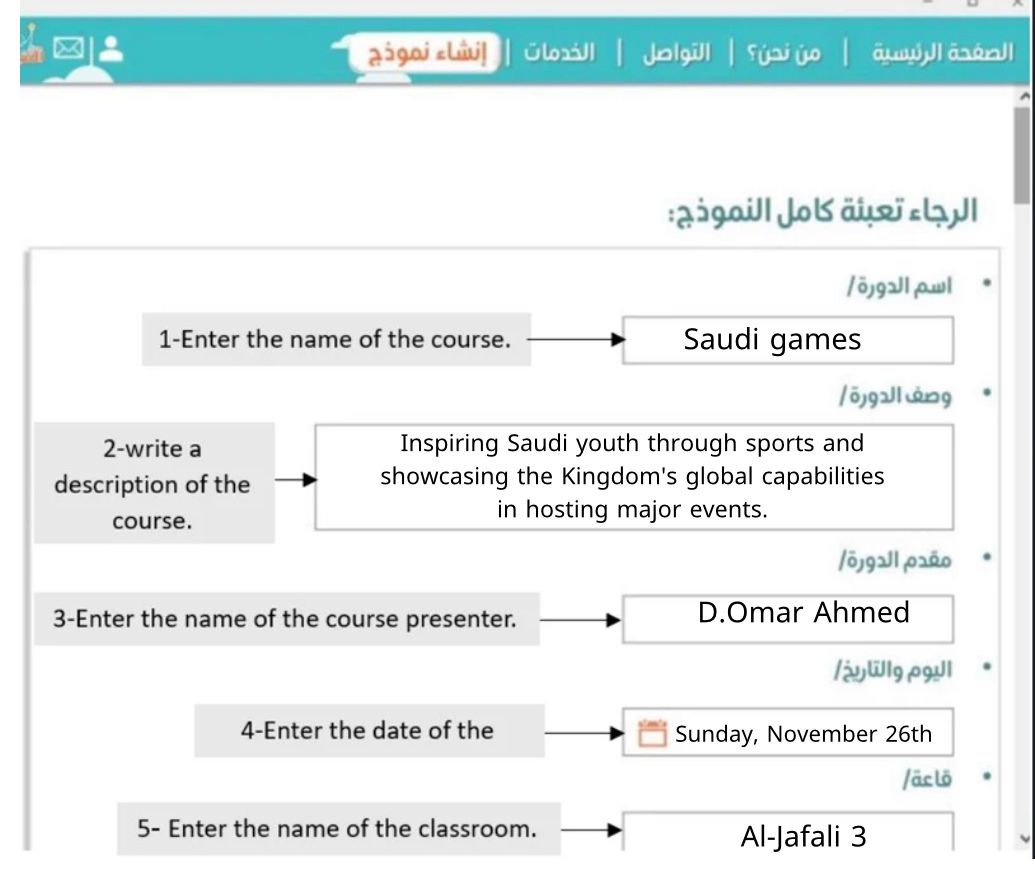 الصفحة الرئيسية | من نحن؟ | التواصل | الخدمات | إنشاء نموذج
الرجاء تعبئة كامل النموذج:
• اسم الدورة/
1-Enter the name of the course.
Saudi games
• وصف الدورة/
2-write a
description of the
course.
Inspiring Saudi youth through sports and
showcasing the Kingdom's global capabilities
in hosting major events.
• مقدم الدورة/
3-Enter the name of the course presenter.
D.Omar Ahmed
• اليوم والتاريخ/
4-Enter the date of the
Sunday, November 26th
• قاعة/
5- Enter the name of the classroom.
Al-Jafali 3